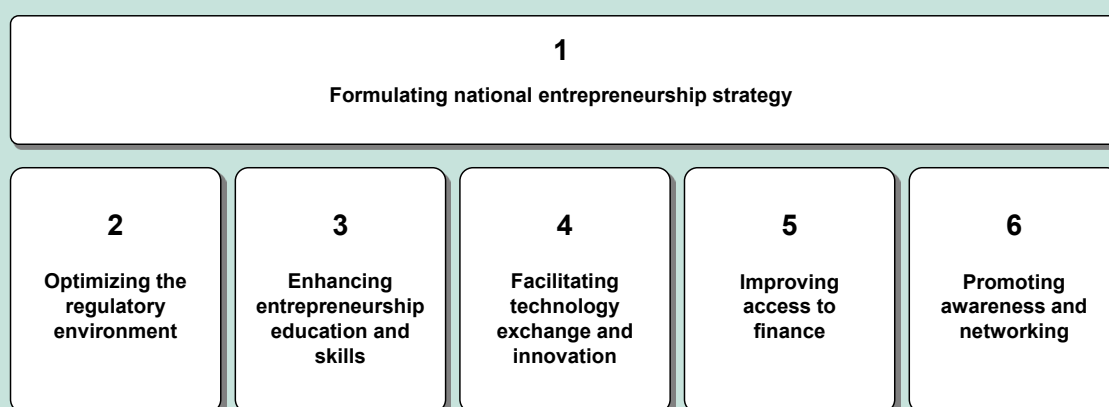 1
Formulating national entrepreneurship strategy
2
Optimizing the
regulatory
environment
3
Enhancing
entrepreneurship
education and
skills
4
Facilitating
technology
exchange and
innovation
5
Improving
access to
finance
6
Promoting
awareness and
networking